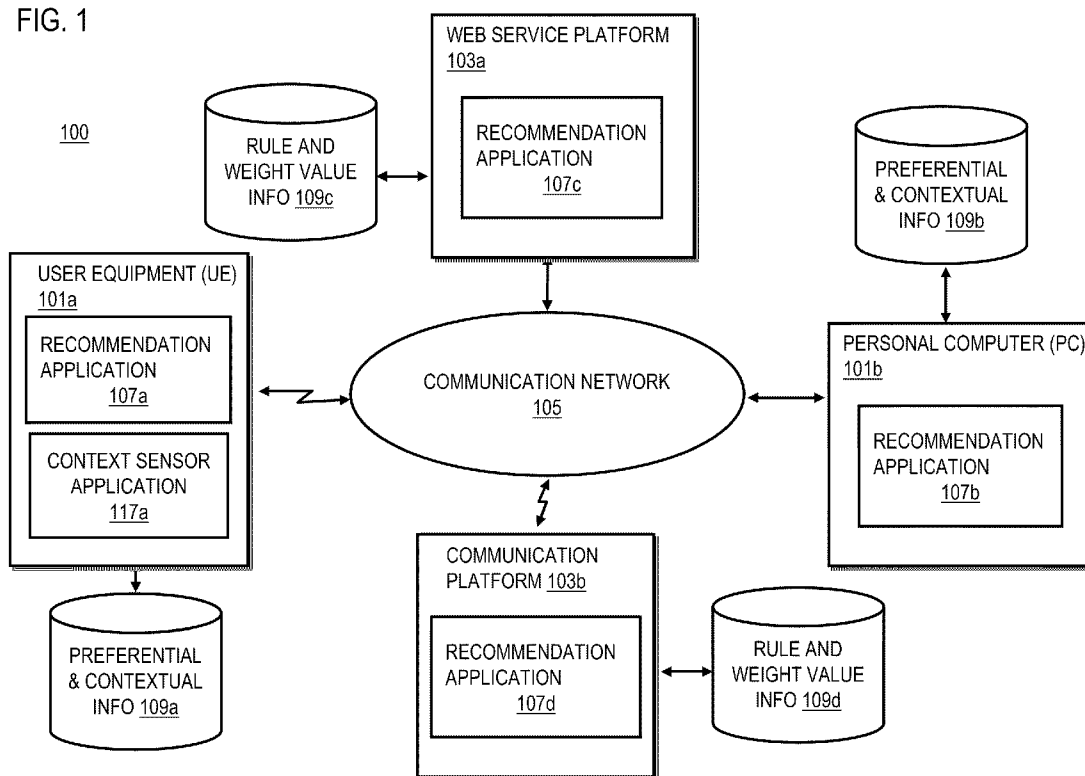 FIG. 1
100
WEB SERVICE PLATFORM
103a
RECOMMENDATION
APPLICATION
107c
RULE AND
WEIGHT VALUE
INFO 109c
PREFERENTIAL
& CONTEXTUAL
INFO 109b
USER EQUIPMENT (UE)
101a
RECOMMENDATION
APPLICATION
107a
CONTEXT SENSOR
APPLICATION
117a
COMMUNICATION NETWORK
105
PERSONAL COMPUTER (PC)
101b
RECOMMENDATION
APPLICATION
107b
PREFERENTIAL
& CONTEXTUAL
INFO 109a
COMMUNICATION
PLATFORM 103b
RECOMMENDATION
APPLICATION
107d
RULE AND
WEIGHT VALUE
INFO 109d